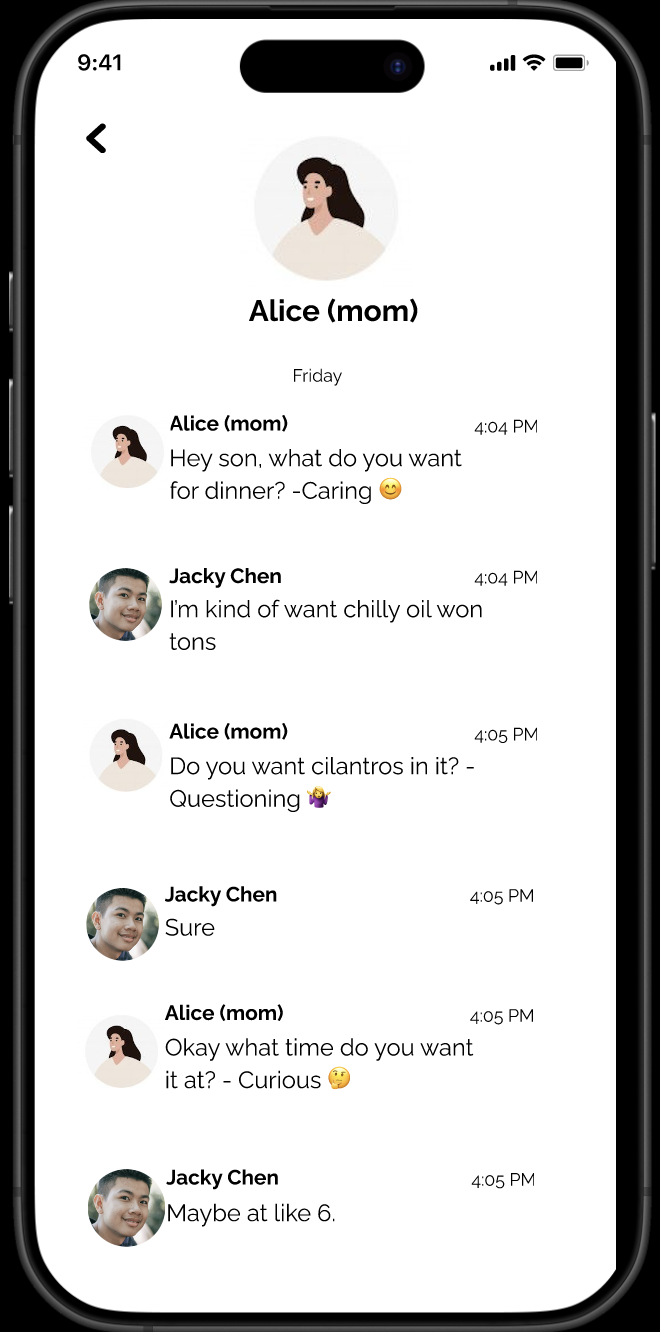 9:41
Alice (mom)
Friday
Alice (mom) 4:04 PM
Hey son, what do you want
for dinner? -Caring 😊
Jacky Chen 4:04 PM
I'm kind of want chilly oil won
tons
Alice (mom) 4:05 PM
Do you want cilantros in it? -
Questioning 🤷‍♀️
Jacky Chen 4:05 PM
Sure
Alice (mom) 4:05 PM
Okay what time do you want
it at? - Curious 🤔
Jacky Chen 4:05 PM
Maybe at like 6.